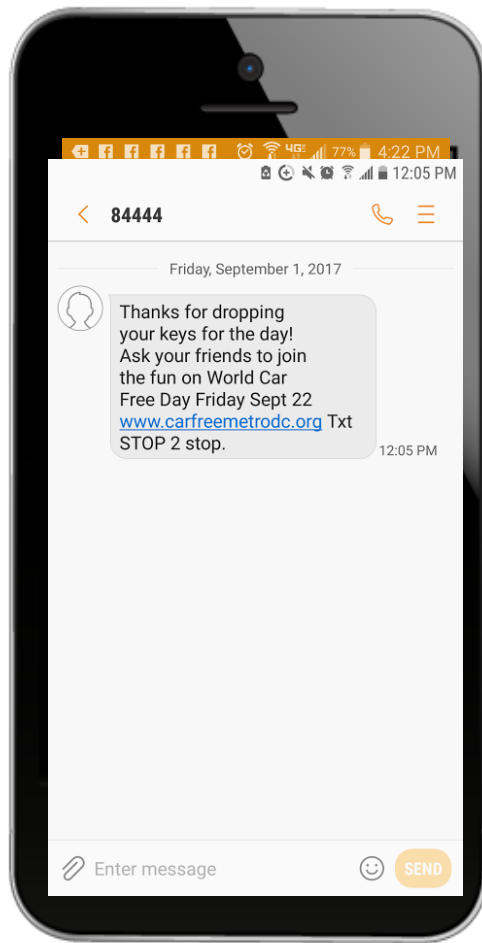 4GE 77% 4:22 PM
12:05 PM
84444
Friday, September 1, 2017
Thanks for dropping
your keys for the day!
Ask your friends to join
the fun on World Car
Free Day Friday Sept 22
www.carfreemetrodc.org Txt
STOP 2 stop.
12:05 PM
Enter message
SEND